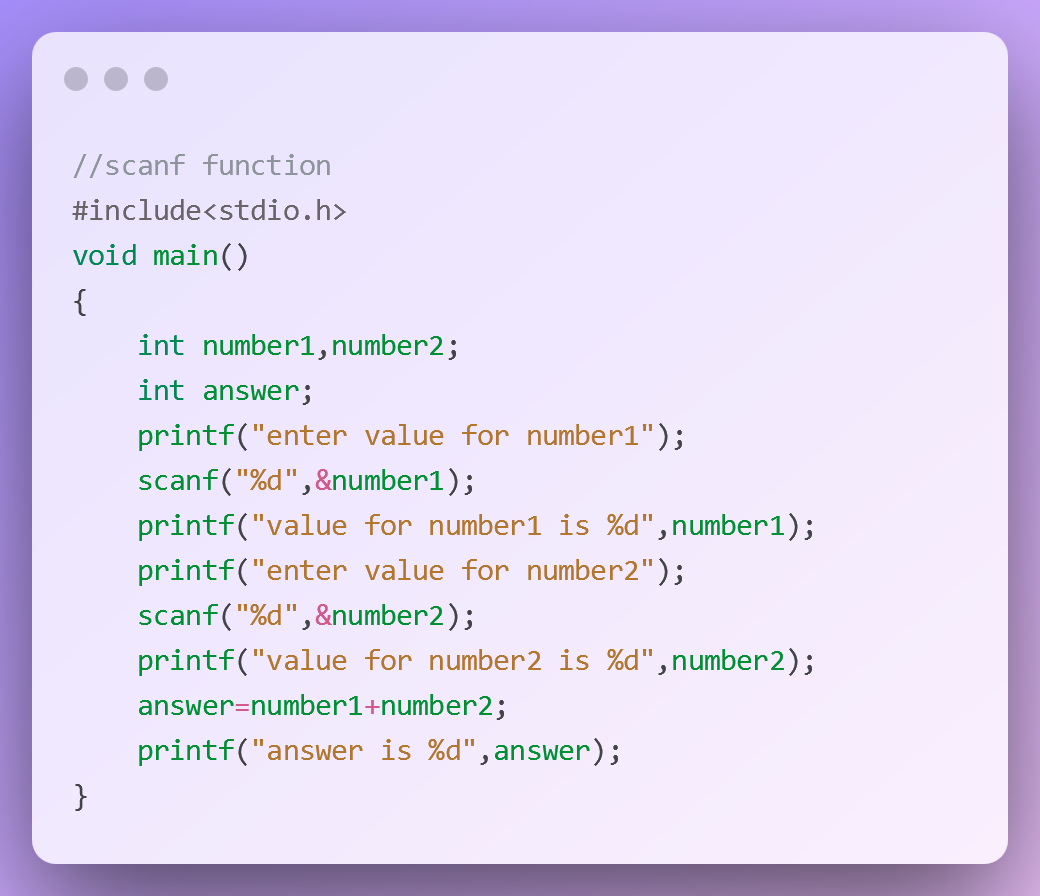 //scanf function
#include<stdio.h>
void main()
{
    int number1,number2;
    int answer;
    printf("enter value for number1");
    scanf("%d",&number1);
    printf("value for number1 is %d",number1);
    printf("enter value for number2");
    scanf("%d",&number2);
    printf("value for number2 is %d",number2);
    answer=number1+number2;
    printf("answer is %d",answer);
}